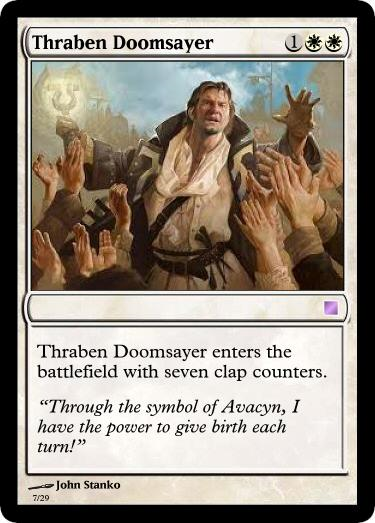 Thraben Doomsayer 1
Thraben Doomsayer enters the
battlefield with seven clap counters.
“Through the symbol of Avacyn, I
have the power to give birth each
turn!”
John Stanko
7/29